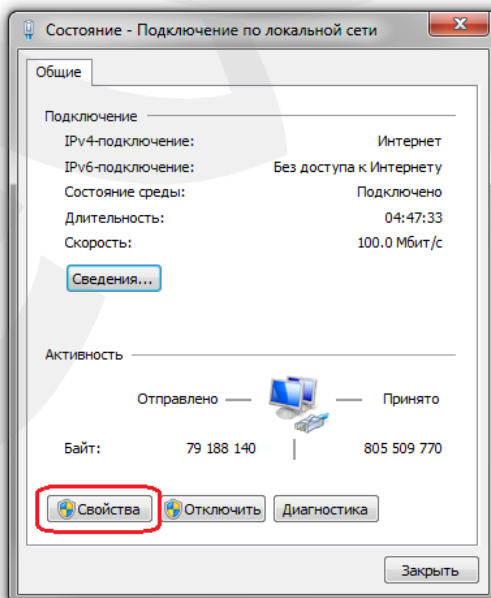 Состояние - Подключение по локальной сети
Общие
Подключение
IPv4-подключение: Интернет
IPv6-подключение: Без доступа к Интернету
Состояние среды: Подключено
Длительность: 04:47:33
Скорость: 100.0 Мбит/с
Сведения...
Активность
Отправлено — — Принято
Байт: 79 188 140 | 805 509 770
Свойства Отключить Диагностика
Закрыть